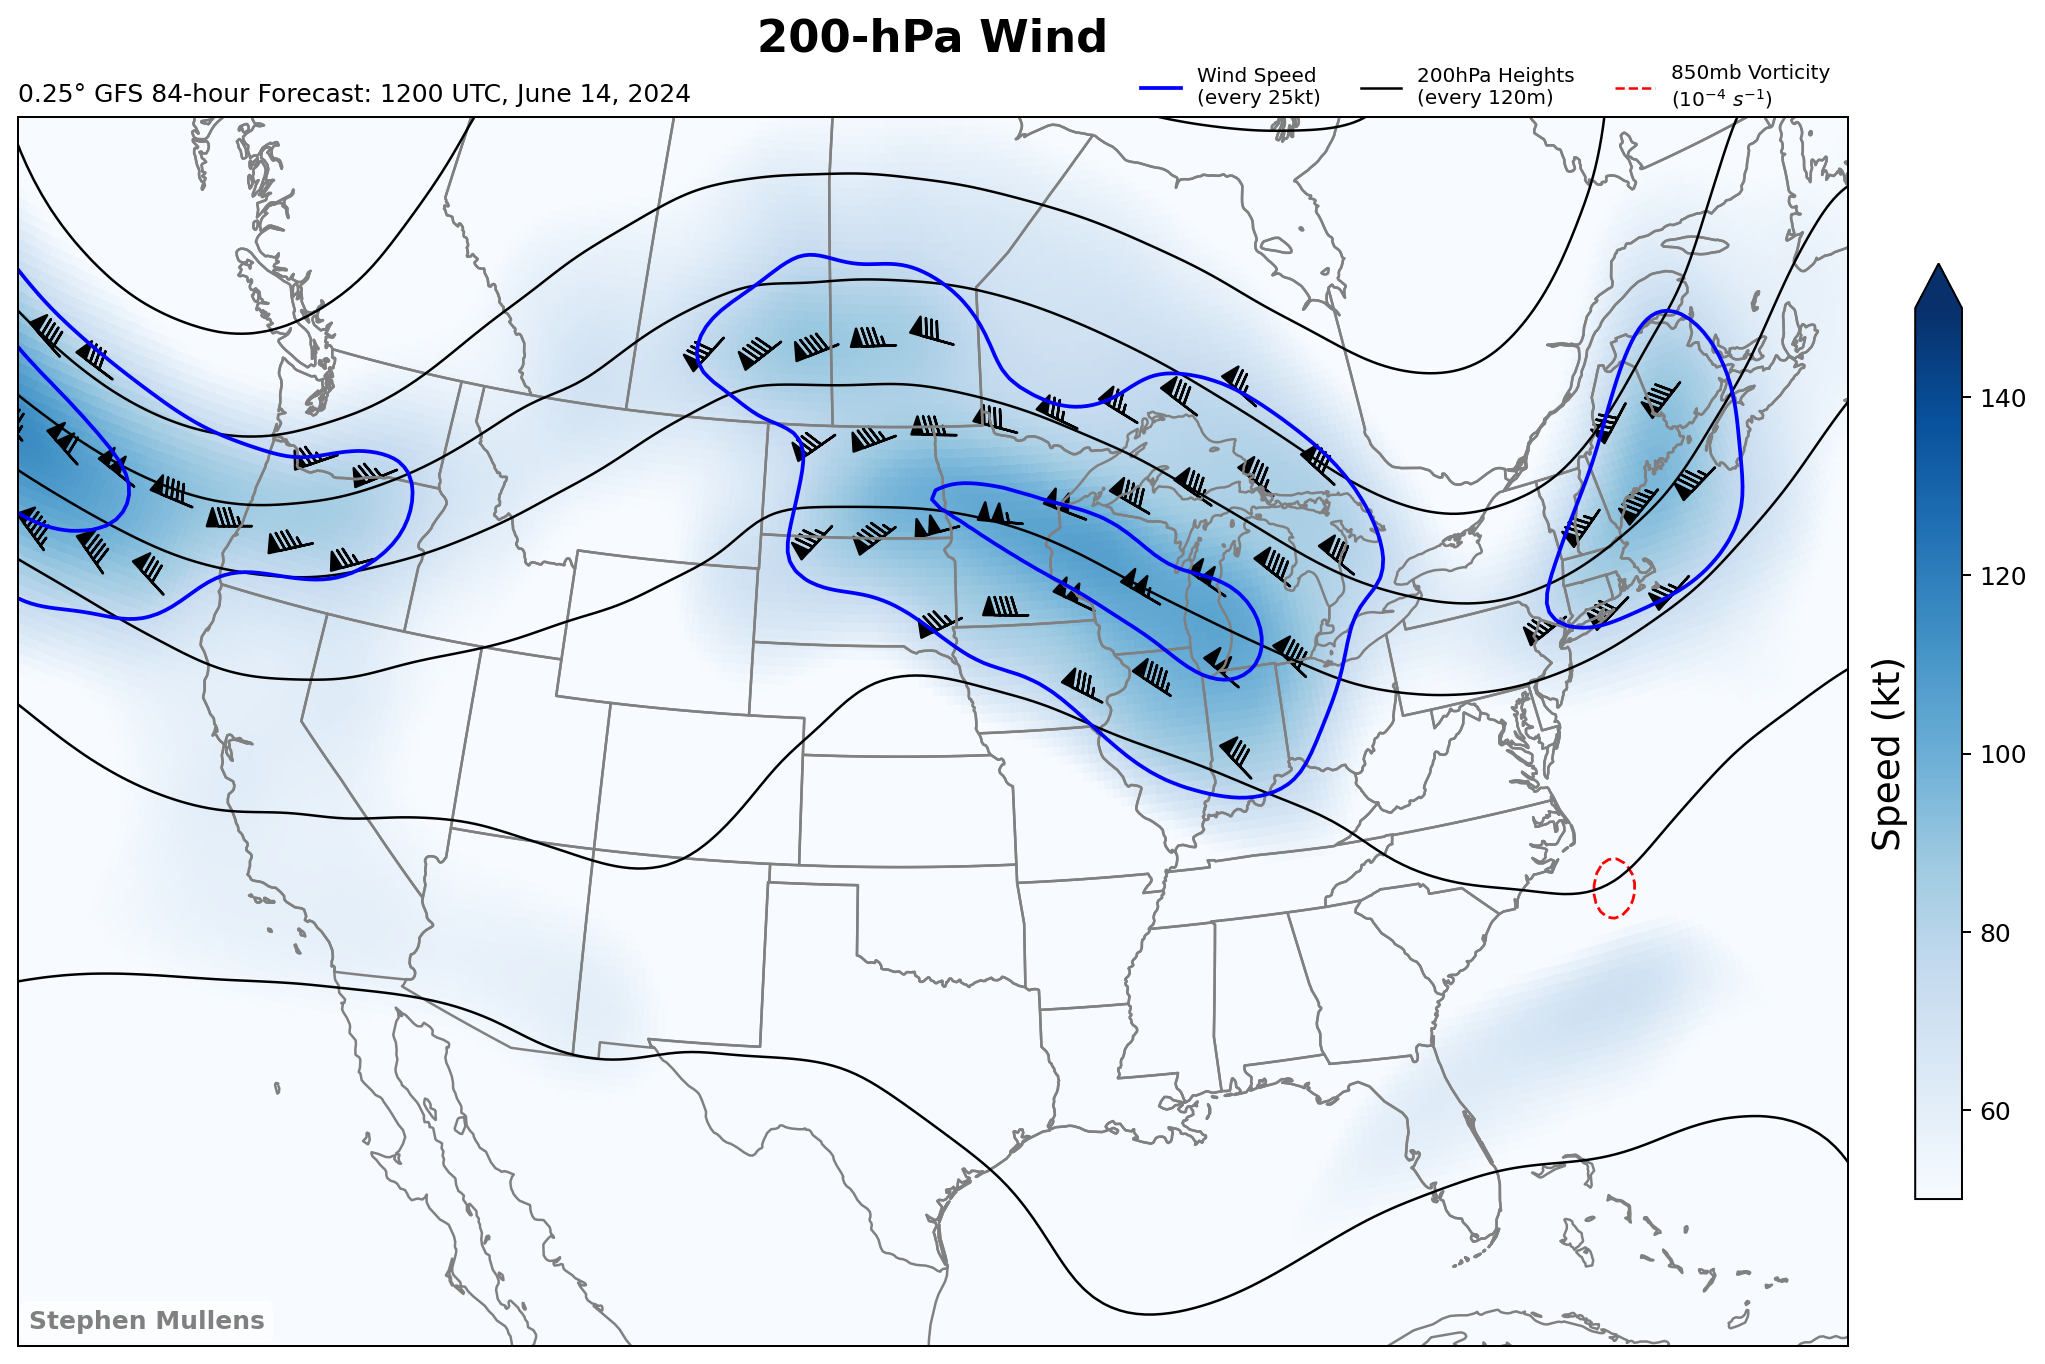 200-hPa Wind
0.25° GFS 84-hour Forecast: 1200 UTC, June 14, 2024
Wind Speed
(every 25kt)
200hPa Heights
(every 120m)
850mb Vorticity
(10⁻⁴ s⁻¹)
140
120
100
80
60
Speed (kt)
Stephen Mullens